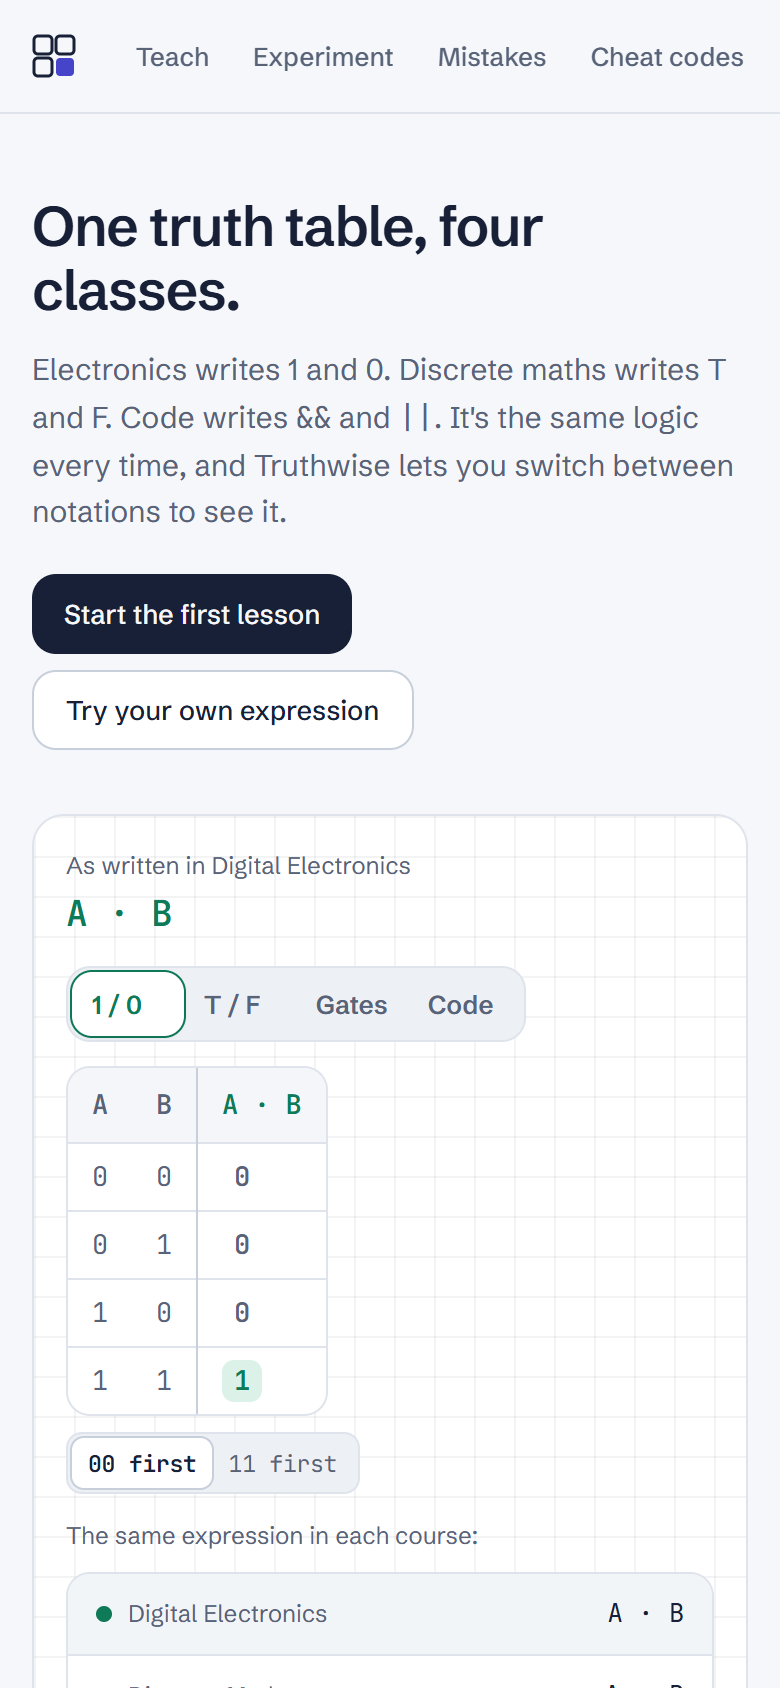 Teach Experiment Mistakes Cheat codes
One truth table, four
classes.
Electronics writes 1 and 0. Discrete maths writes T
and F. Code writes && and ||. It's the same logic
every time, and Truthwise lets you switch between
notations to see it.
Start the first lesson
Try your own expression
As written in Digital Electronics
A · B
1 / 0 T / F Gates Code
A B A · B
0 0 0
0 1 0
1 0 0
1 1 1
00 first 11 first
The same expression in each course:
Digital Electronics A · B